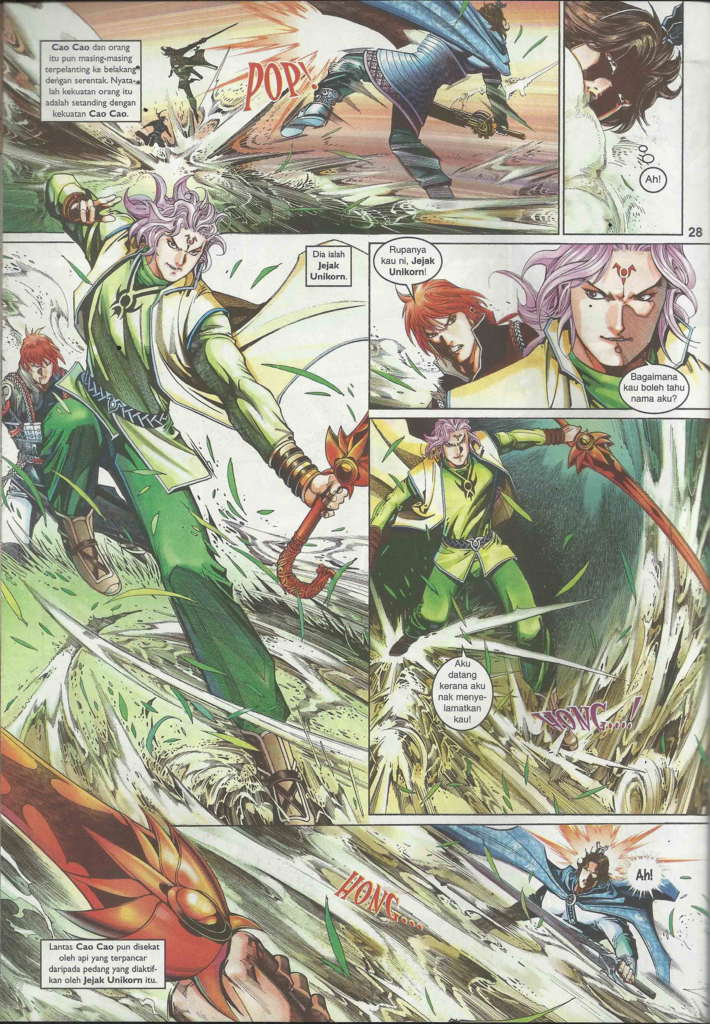 Cao Cao dan orang
itu pun masing-masing
terpelanting ke belakang
dengan serentak. Nyata-
lah kekuatan orang itu
adalah setanding dengan
kekuatan Cao Cao.
POP!
Ah!
28
Dia ialah
Jejak
Unikorn.
Rupanya
kau ni, Jejak
Unikorn!
Bagaimana
kau boleh tahu
nama aku?
Aku
datang
kerana aku
nak menye-
lamatkan
kau!
HONG...!
HONG...
Ah!
Lantas Cao Cao pun disekat
oleh api yang terpancar
daripada pedang yang diaktif-
kan oleh Jejak Unikorn itu.